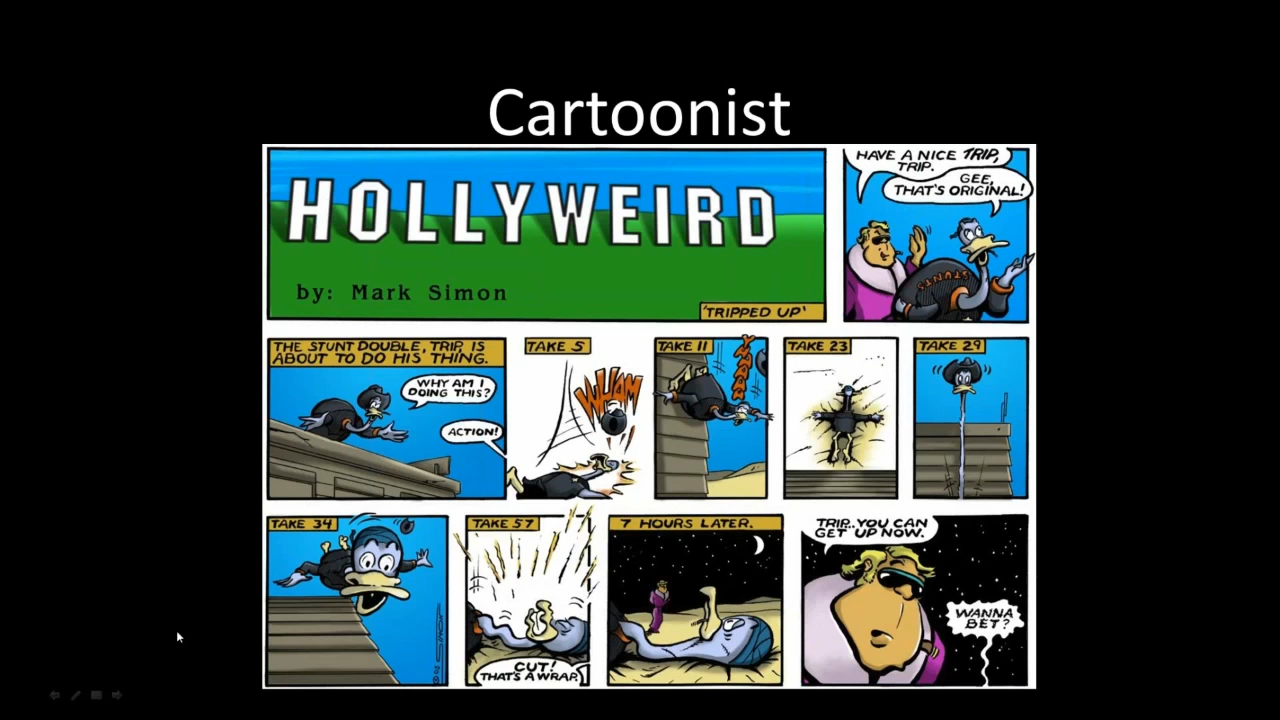 Cartoonist
HOLLYWEIRD
by: Mark Simon
'TRIPPED UP'
HAVE A NICE TRIP,
TRIP.
GEE,
THAT'S ORIGINAL!
STUNTS
THE STUNT DOUBLE, TRIP, IS
ABOUT TO DO HIS THING.
WHY AM I
DOING THIS?
ACTION!
TAKE 5
WHAM
TAKE 11
TAKE 23
TAKE 29
TAKE 34
SIMON
TAKE 57
CUT!
THAT'S A WRAP.
7 HOURS LATER.
TRIP..YOU CAN
GET UP NOW.
WANNA
BET?